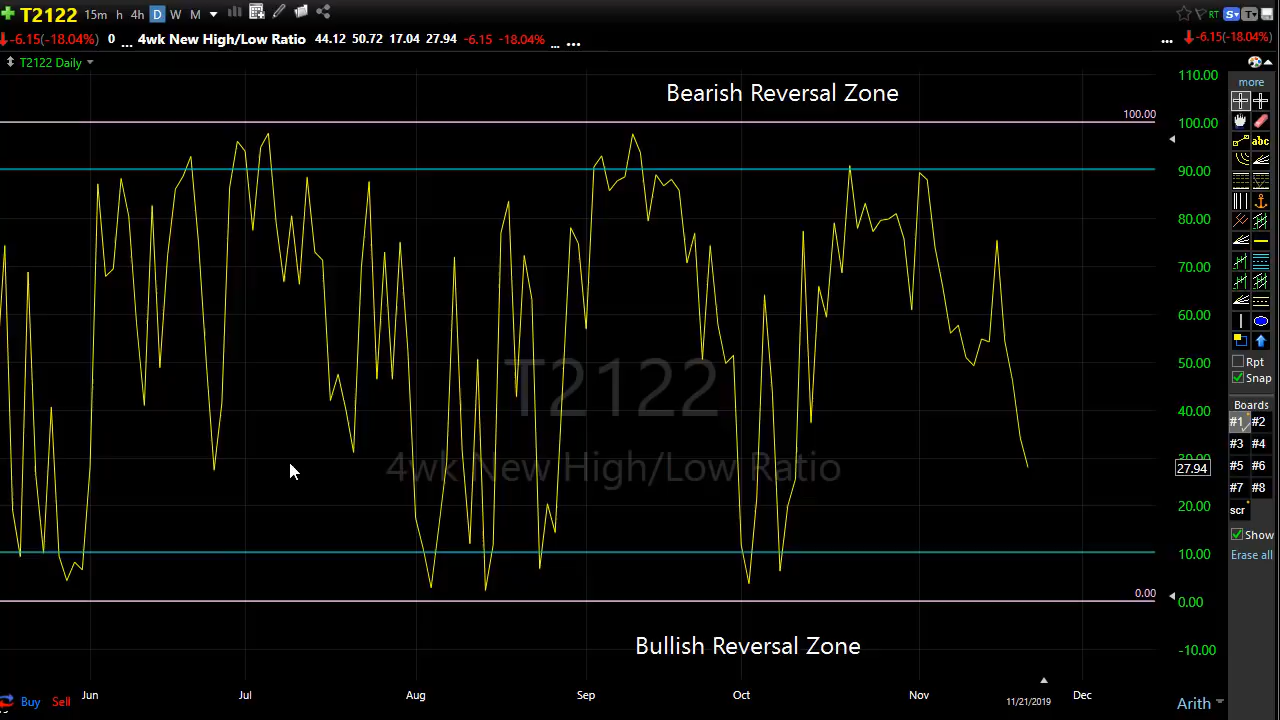 T2122 15m h 4h D W M RT S T
-6.15(-18.04%) 0 ... 4wk New High/Low Ratio 44.12 50.72 17.04 27.94 -6.15 -18.04% ... ... ... -6.15(18.04%)
T2122 Daily
more
Bearish Reversal Zone
110.00
100.00
100.00
90.00
80.00
70.00
60.00
50.00
40.00
30.00
27.94
20.00
10.00
0.00
0.00
-10.00
abc
Rpt
Snap
Boards
#1 #2
#3 #4
#5 #6
#7 #8
scr
Show
Erase all
T2122
4wk New High/Low Ratio
Bullish Reversal Zone
Buy Sell
Jun Jul Aug Sep Oct Nov Dec
11/21/2019
Arith